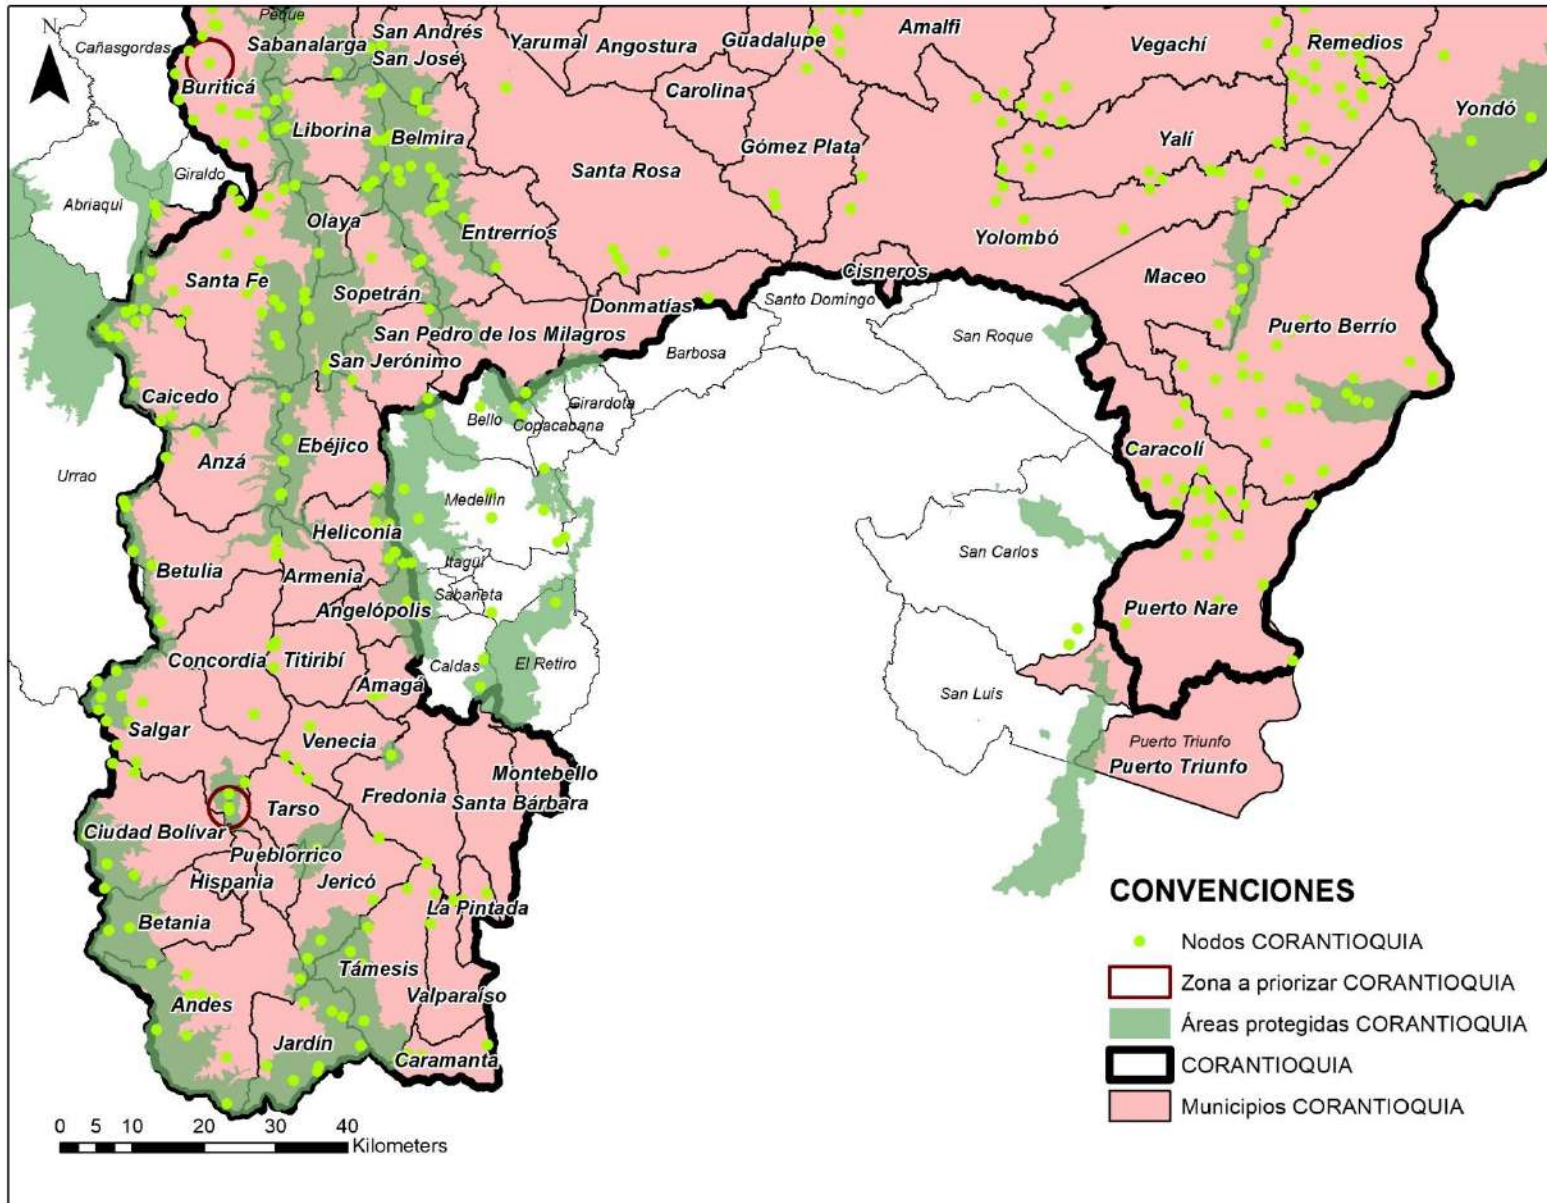 N
Peque
Cañasgordas
Sabanalarga
San Andrés
San José
Yarumal
Angostura
Guadalupe
Amalfi
Vegachí
Remedios
Buriticá
Carolina
Yondó
Liborina
Belmira
Gómez Plata
Yalí
Giraldo
Santa Rosa
Abriaqui
Olaya
Entrerríos
Yolombó
Santa Fe
Sopetrán
Cisneros
Maceo
Donmatías
Santo Domingo
Puerto Berrío
San Pedro de los Milagros
San Roque
San Jerónimo
Barbosa
Caicedo
Girardota
Bello
Copacabana
Ebéjico
Caracolí
Anzá
Urrao
Medellín
Heliconia
San Carlos
Itagüí
Betulia
Armenia
Sabaneta
Angelópolis
Puerto Nare
Concordia
Titiribí
Caldas
El Retiro
Amagá
San Luis
Salgar
Venecia
Puerto Triunfo
Puerto Triunfo
Montebello
Fredonia
Santa Bárbara
Tarso
Ciudad Bolívar
Pueblorrico
Hispania
Jericó
La Pintada
Betania
Támesis
Valparaíso
Andes
Jardín
Caramanta
CONVENCIONES
Nodos CORANTIOQUIA
Zona a priorizar CORANTIOQUIA
Áreas protegidas CORANTIOQUIA
CORANTIOQUIA
Municipios CORANTIOQUIA
0 5 10 20 30 40
Kilometers